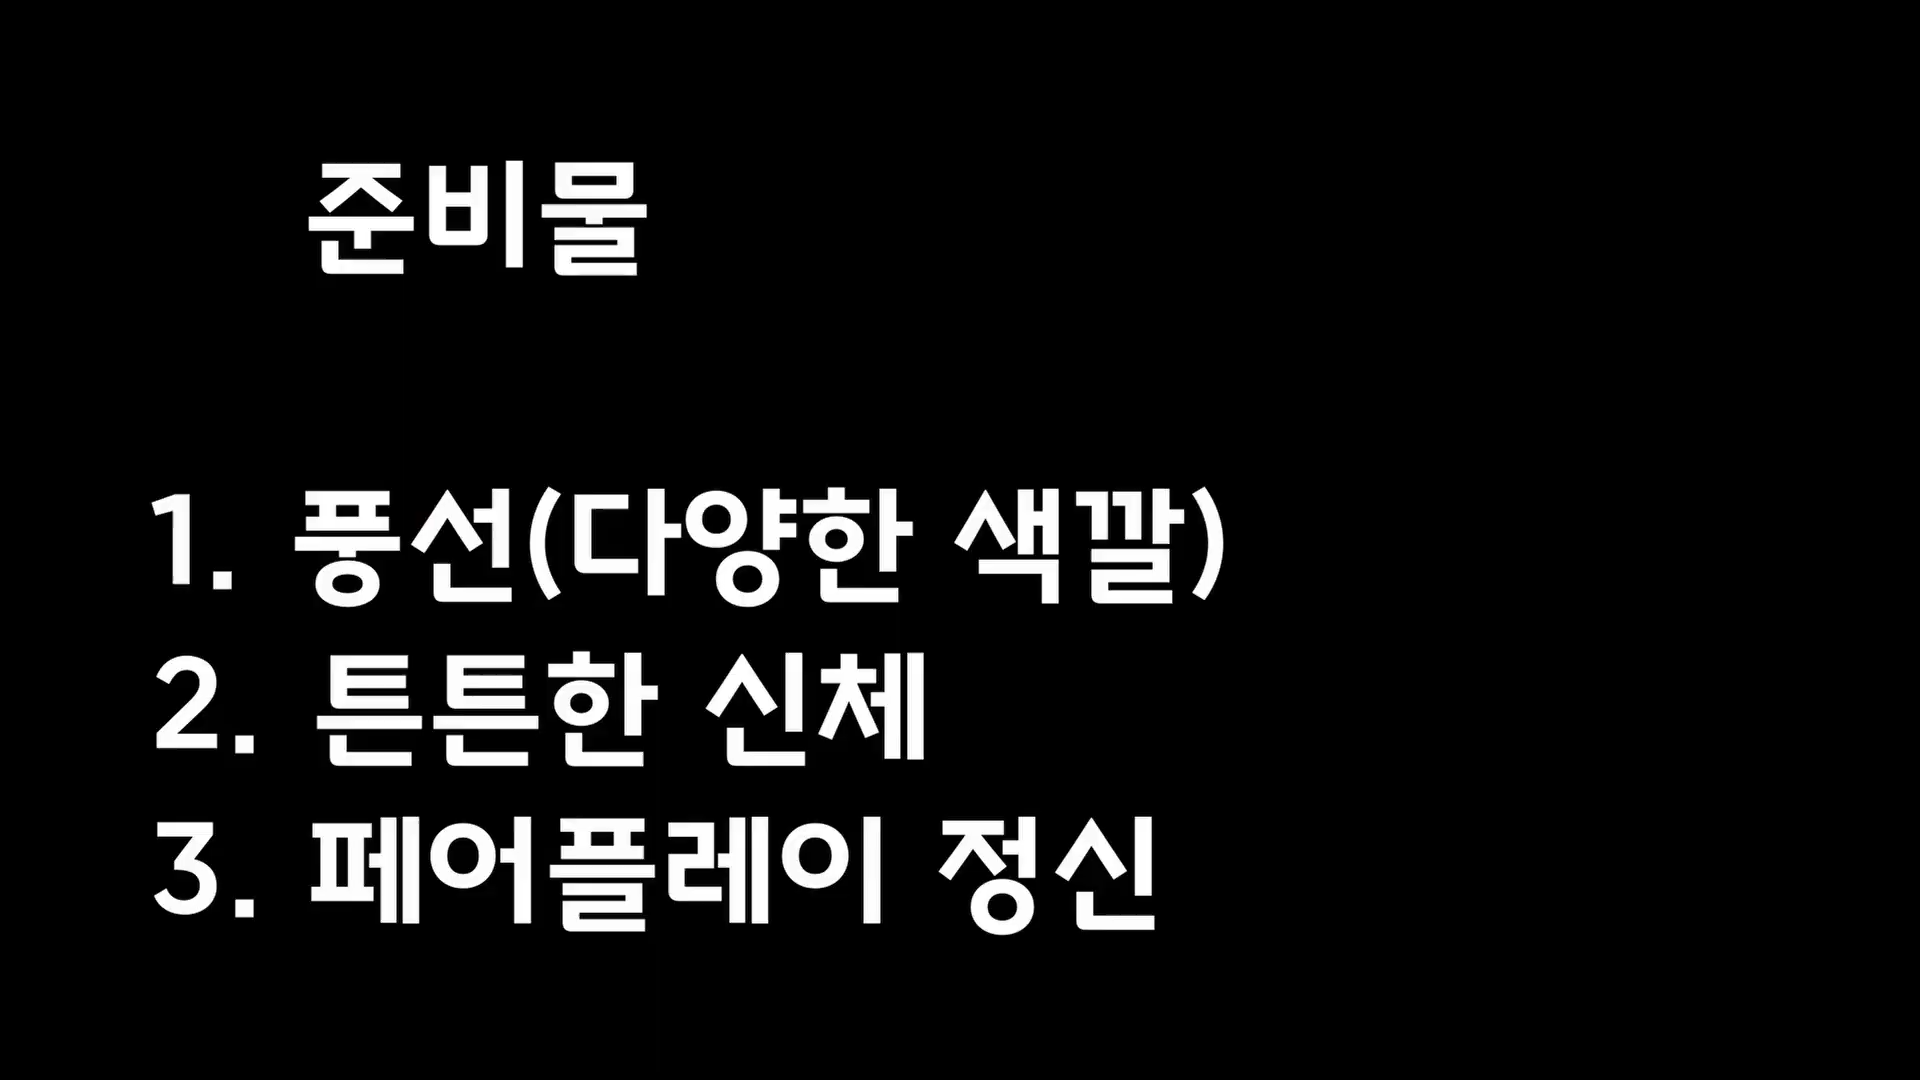 준비물
1. 풍선(다양한 색깔)
2. 튼튼한 신체
3. 페어플레이 정신